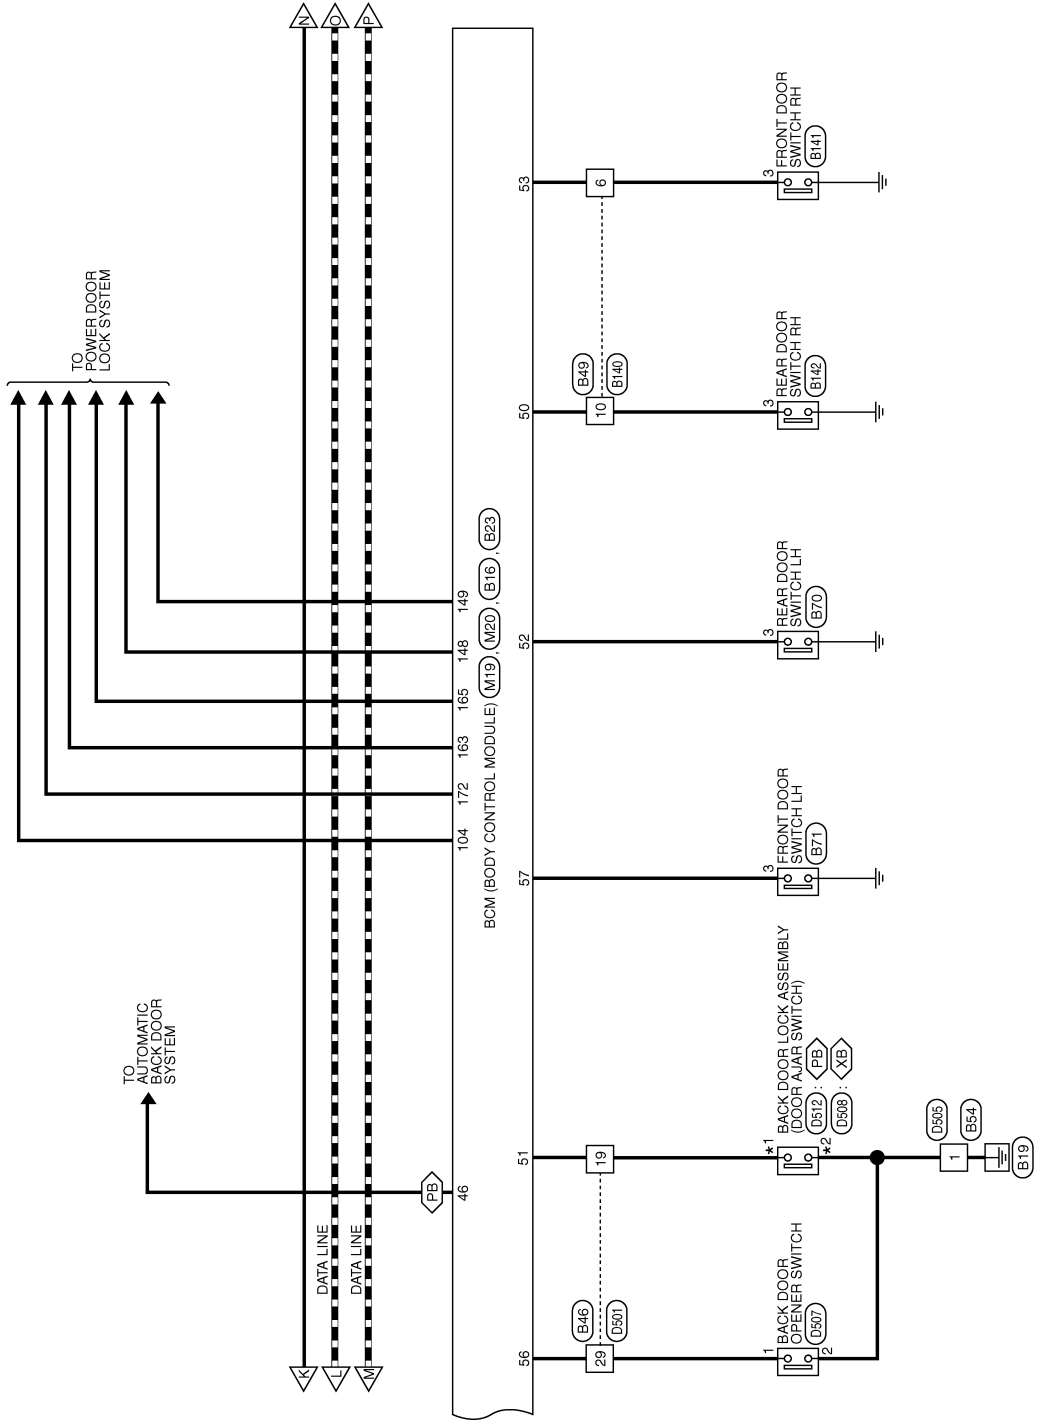 K
L
M
DATA LINE
DATA LINE
N
O
P
TO
AUTOMATIC
BACK DOOR
SYSTEM
TO
POWER DOOR
LOCK SYSTEM
PB
46
104
172
163
165
148
149
BCM (BODY CONTROL MODULE) M19 , M20 , B16 , B23
56
51
57
52
50
53
29
B46
D501
19
10
B49
B140
6
1
BACK DOOR
OPENER SWITCH
D507
2
*1
BACK DOOR LOCK ASSEMBLY
(DOOR AJAR SWITCH)
D512 : PB
D508 : XB
*2
3
FRONT DOOR
SWITCH LH
B71
3
REAR DOOR
SWITCH LH
B70
3
REAR DOOR
SWITCH RH
B142
3
FRONT DOOR
SWITCH RH
B141
1
D505
B54
B19